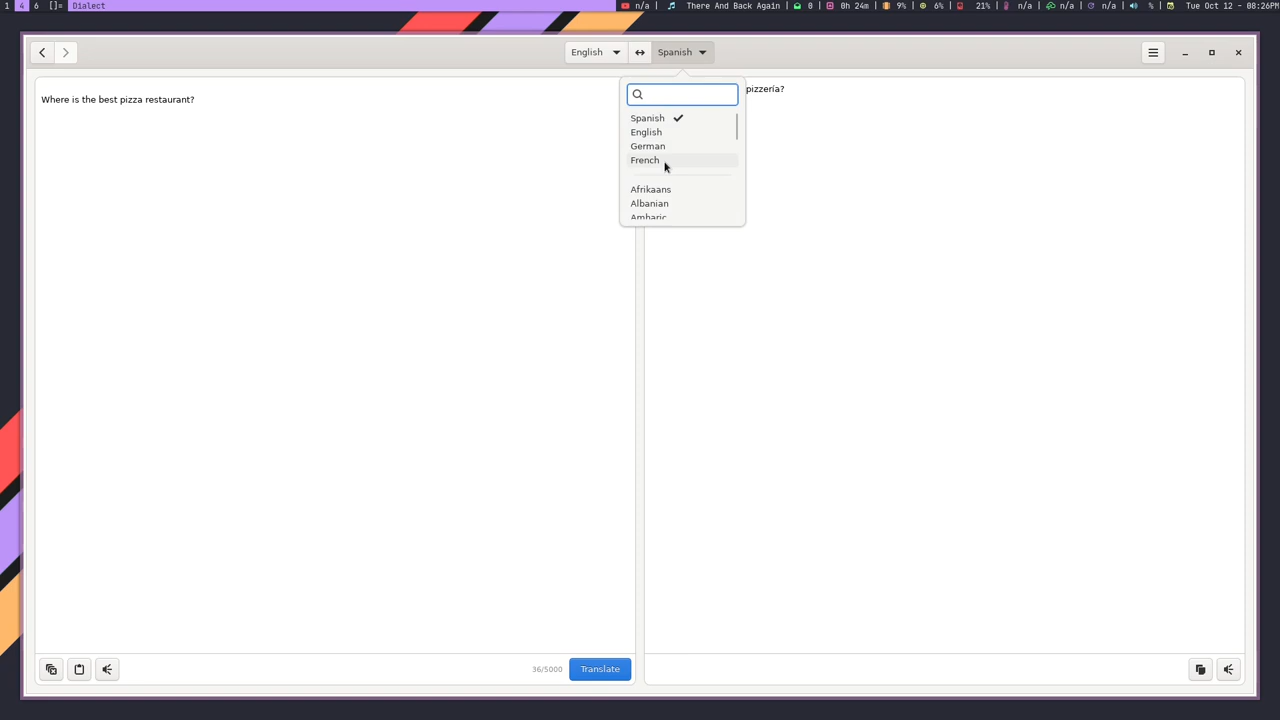 1 4 6 []= Dialect n/a | There And Back Again | 0 | 0h 24m | 9% | 6% | 21% | n/a | n/a | n/a | % | Tue Oct 12 - 08:26PM
English Spanish
Where is the best pizza restaurant?
pizzería?
Spanish
English
German
French
Afrikaans
Albanian
Amharic
36/5000 Translate